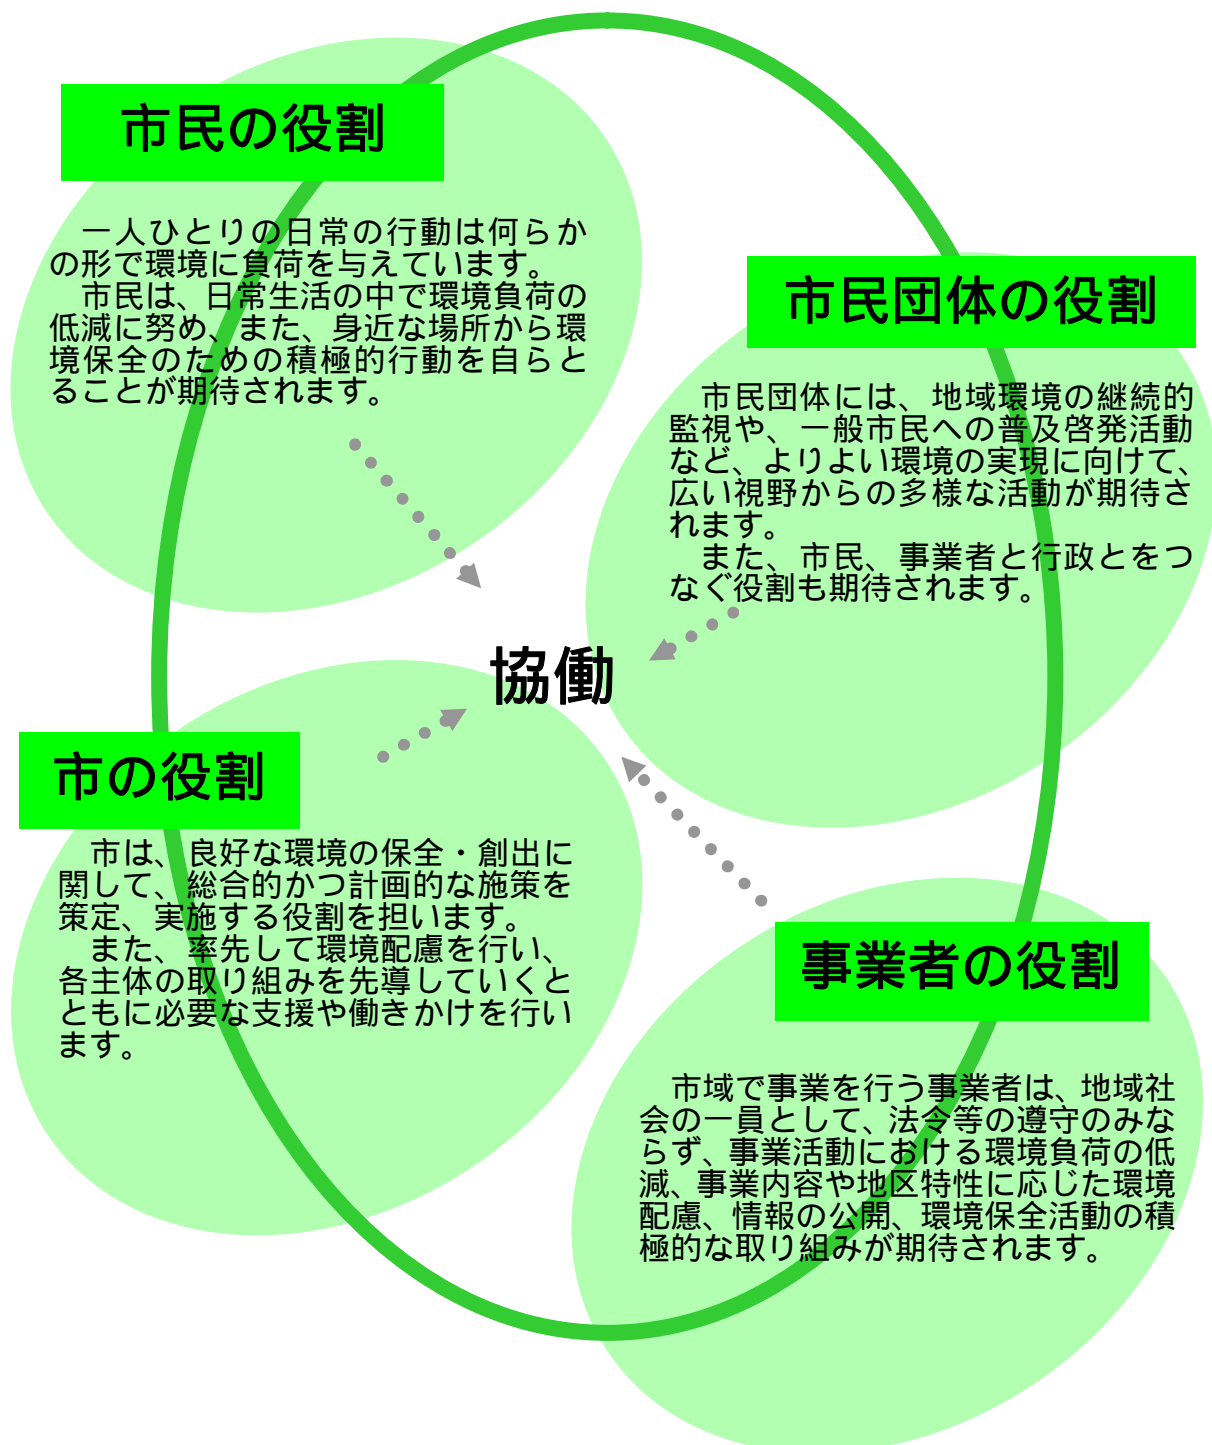 市民の役割
　一人ひとりの日常の行動は何らか
の形で環境に負荷を与えています。
　市民は、日常生活の中で環境負荷の
低減に努め、また、身近な場所から環
境保全のための積極的行動を自らと
ることが期待されます。
市民団体の役割
　市民団体には、地域環境の継続的
監視や、一般市民への普及啓発活動
など、よりよい環境の実現に向けて、
広い視野からの多様な活動が期待さ
れます。
　また、市民、事業者と行政とをつ
なぐ役割も期待されます。
協働
市の役割
　市は、良好な環境の保全・創出に
関して、総合的かつ計画的な施策を
策定、実施する役割を担います。
　また、率先して環境配慮を行い、
各主体の取り組みを先導していくと
ともに必要な支援や働きかけを行い
ます。
事業者の役割
　市域で事業を行う事業者は、地域社
会の一員として、法令等の遵守のみな
らず、事業活動における環境負荷の低
減、事業内容や地区特性に応じた環境
配慮、情報の公開、環境保全活動の積
極的な取り組みが期待されます。